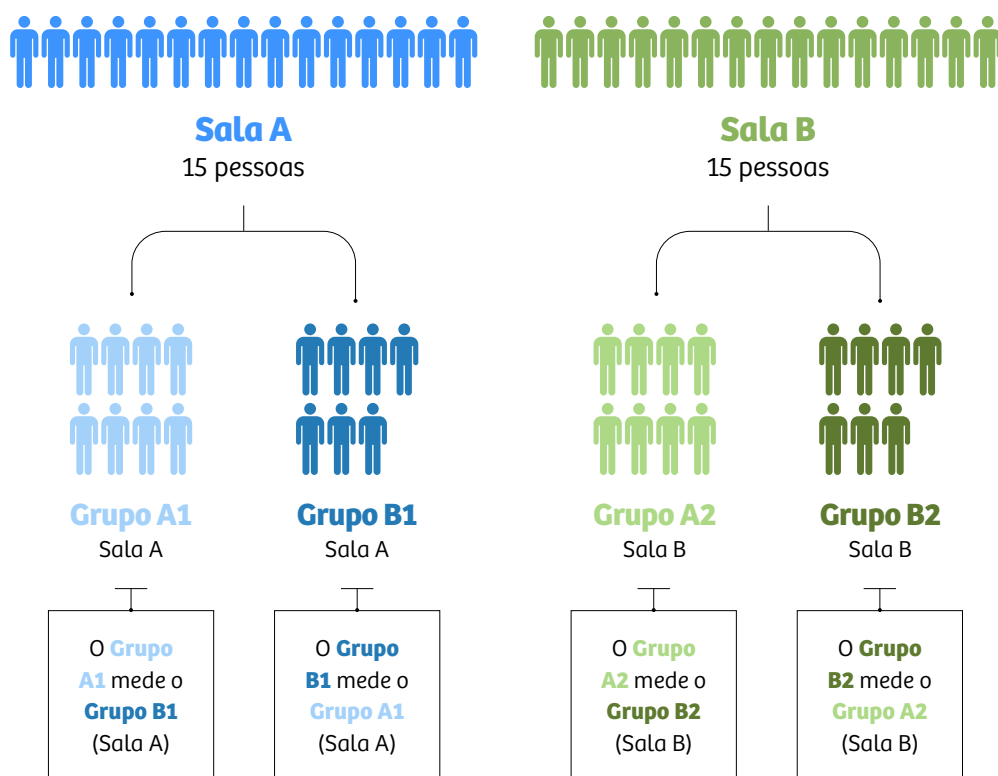 Sala A
15 pessoas
Sala B
15 pessoas
Grupo A1
Sala A
Grupo B1
Sala A
Grupo A2
Sala B
Grupo B2
Sala B
O Grupo
A1 mede o
Grupo B1
(Sala A)
O Grupo
B1 mede o
Grupo A1
(Sala A)
O Grupo
A2 mede o
Grupo B2
(Sala B)
O Grupo
B2 mede o
Grupo A2
(Sala B)